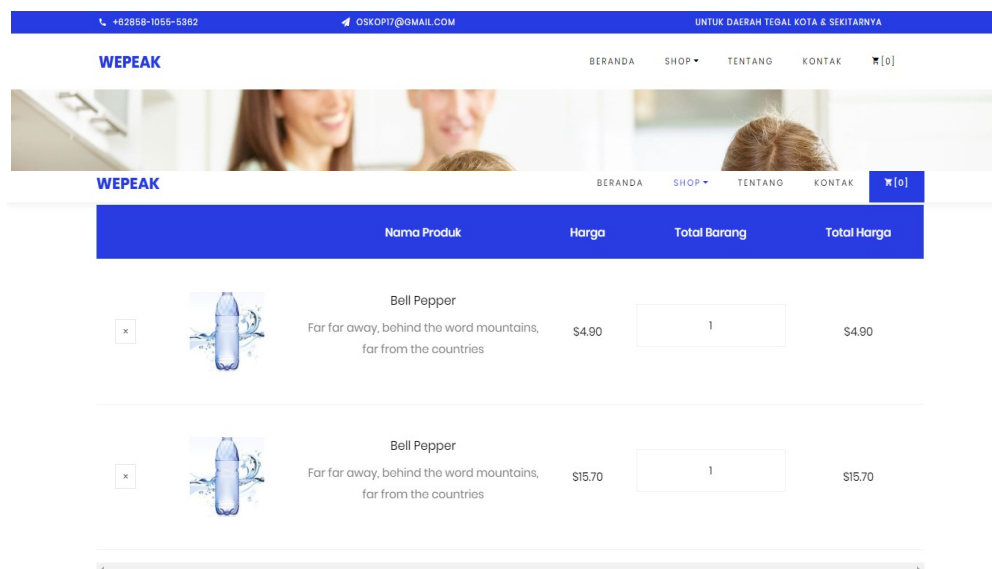 +62858-1055-5362 OSKOP17@GMAIL.COM UNTUK DAERAH TEGAL KOTA & SEKITARNYA
WEPEAK BERANDA SHOP TENTANG KONTAK [0]
WEPEAK BERANDA SHOP TENTANG KONTAK [0]
Nama Produk Harga Total Barang Total Harga
Bell Pepper
Far far away, behind the word mountains,
far from the countries
× $4.90 1 $4.90
Bell Pepper
Far far away, behind the word mountains,
far from the countries
× $15.70 1 $15.70